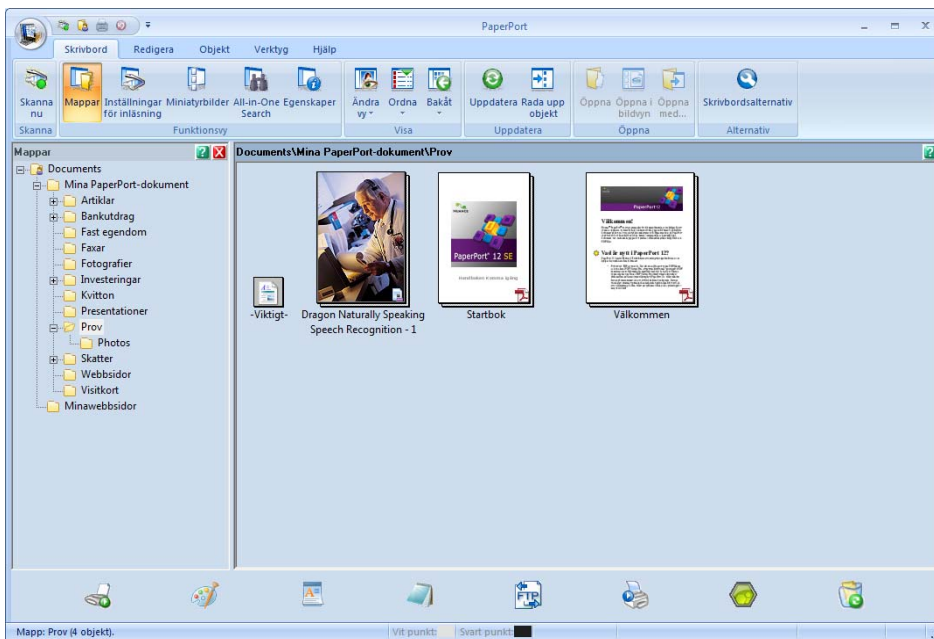 PaperPort
Skrivbord Redigera Objekt Verktyg Hjälp
Skanna nu
Mappar
Inställningar för inläsning
Miniatyrbilder
All-in-One Search
Egenskaper
Ändra vy
Ordna
Bakåt
Uppdatera
Rada upp objekt
Öppna
Öppna i bildvyn
Öppna med...
Skrivbordsalternativ
Skanna Funktionsvy Visa Uppdatera Öppna Alternativ
Mappar
Documents
Mina PaperPort-dokument
Artiklar
Bankutdrag
Fast egendom
Faxar
Fotografier
Investeringar
Kvitton
Presentationer
Prov
Photos
Skatter
Webbsidor
Visitkort
Minawebbsidor
Documents\Mina PaperPort-dokument\Prov
-Viktigt-
Dragon Naturally Speaking
Speech Recognition - 1
PaperPort® 12 SE
Startbok
PaperPort 12
Välkommen!
Vad är nytt i PaperPort 12?
Välkommen
FTP
Mapp: Prov (4 objekt).
Vit punkt:
Svart punkt: